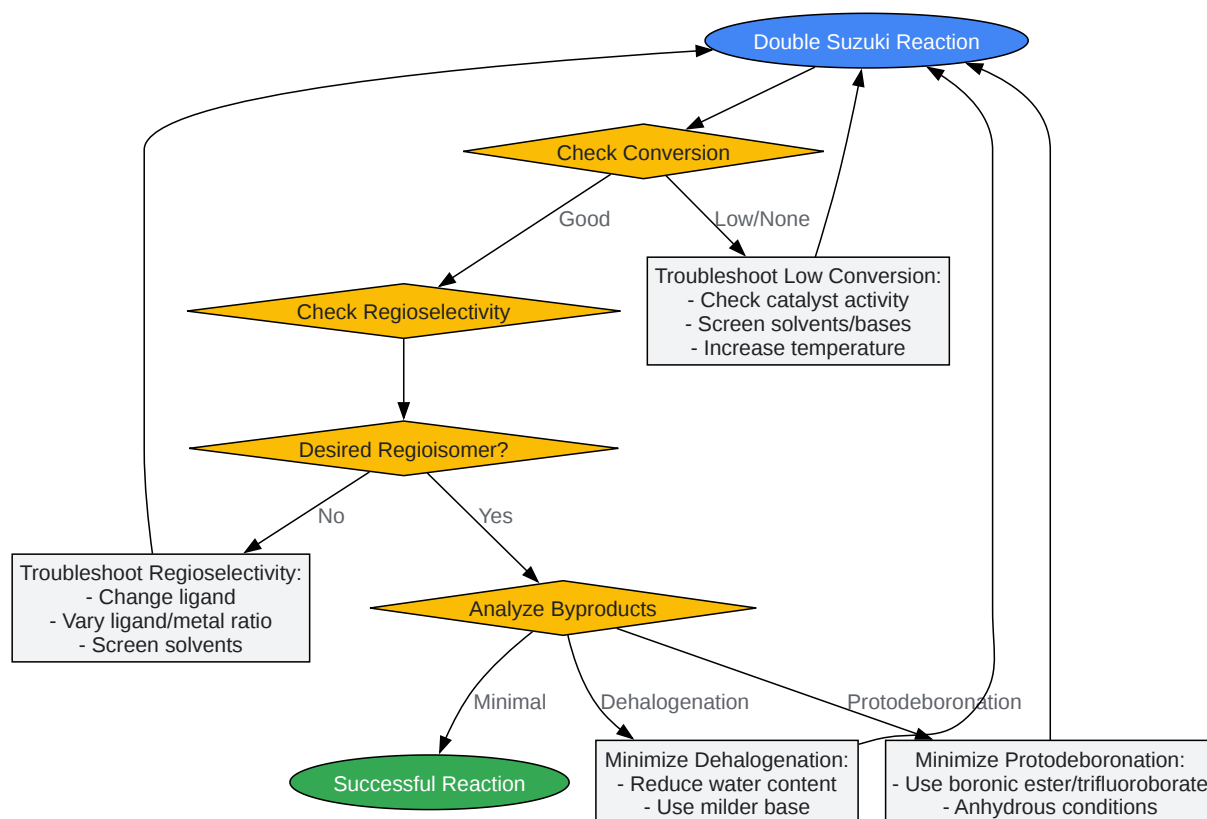 Double Suzuki Reaction
Check Conversion
Good
Low/None
Troubleshoot Low Conversion:
- Check catalyst activity
- Screen solvents/bases
- Increase temperature
Check Regioselectivity
Desired Regioisomer?
No
Yes
Troubleshoot Regioselectivity:
- Change ligand
- Vary ligand/metal ratio
- Screen solvents
Analyze Byproducts
Minimal
Dehalogenation
Protodeboronation
Successful Reaction
Minimize Dehalogenation:
- Reduce water content
- Use milder base
Minimize Protodeboronation:
- Use boronic ester/trifluoroborate
- Anhydrous conditions